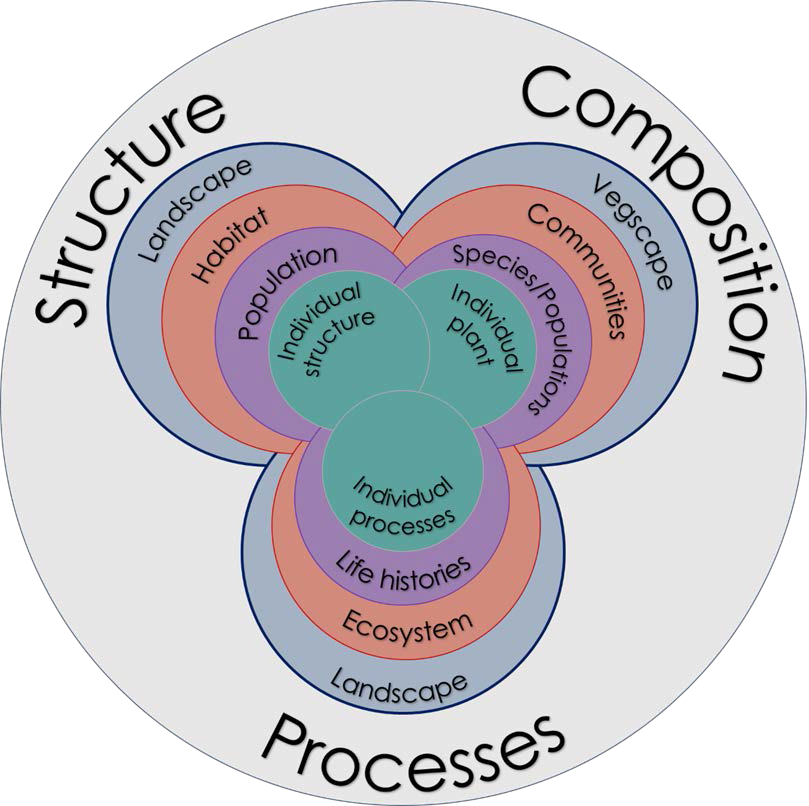 Structure
Landscape
Habitat
Population
Individual
structure
Composition
Vegscape
Communities
Species/Populations
Individual
plant
Individual
processes
Life histories
Ecosystem
Landscape
Processes